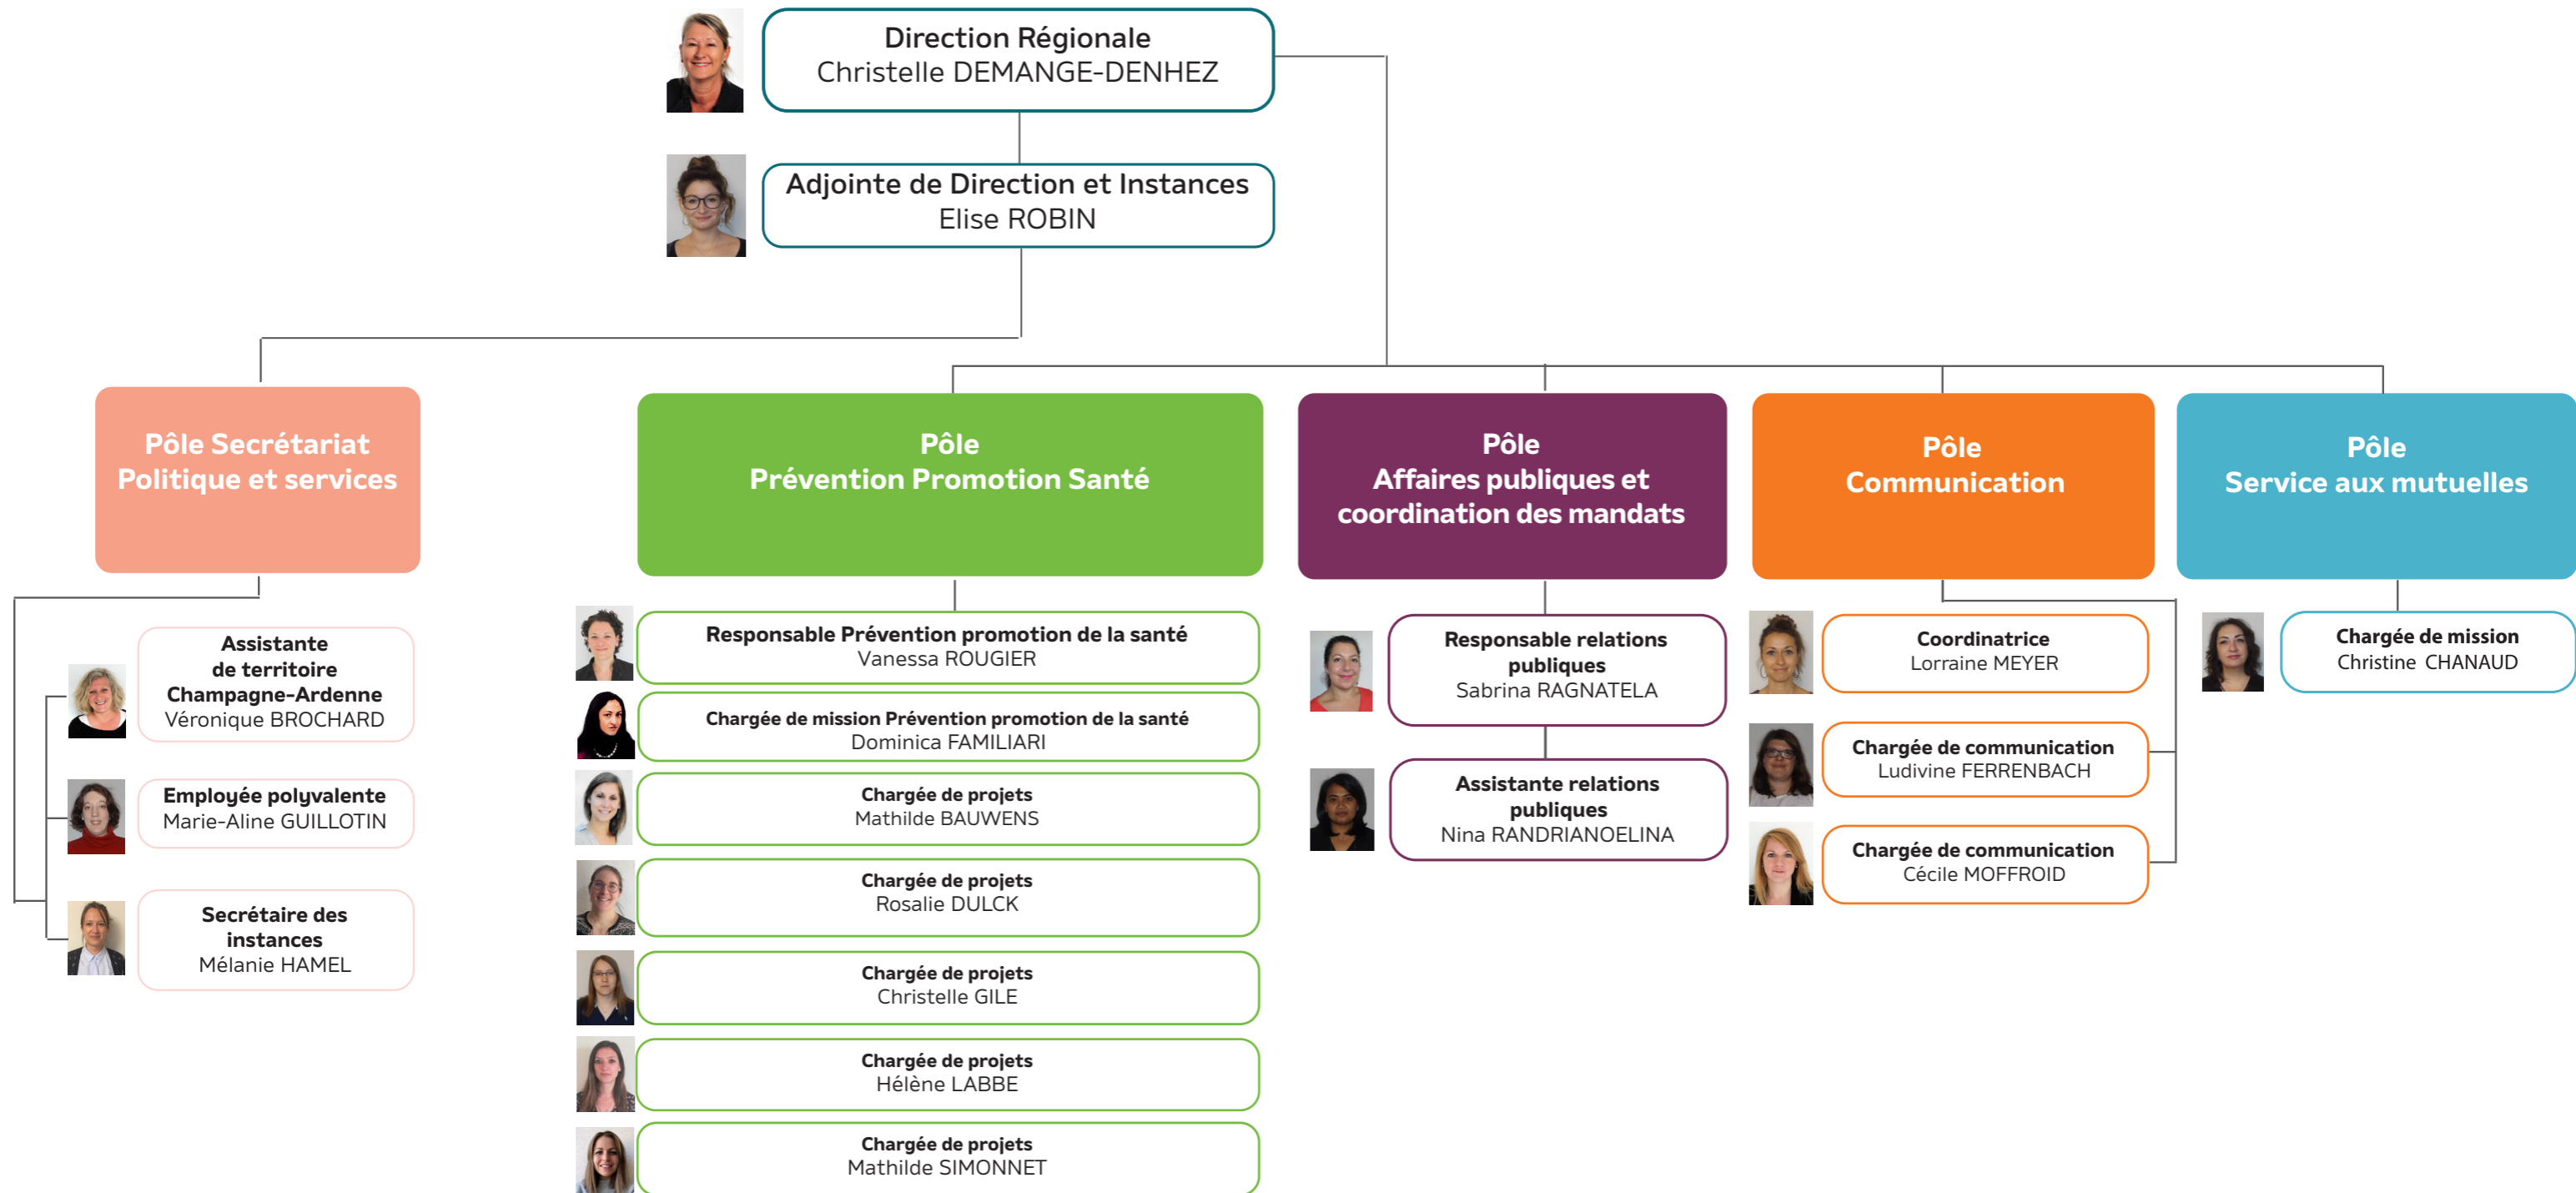 Direction Régionale
Christelle DEMANGE-DENHEZ
Adjointe de Direction et Instances
Elise ROBIN
Pôle Secrétariat
Politique et services
Assistante
de territoire
Champagne-Ardenne
Véronique BROCHARD
Employée polyvalente
Marie-Aline GUILLOTIN
Secrétaire des
instances
Mélanie HAMEL
Pôle
Prévention Promotion Santé
Responsable Prévention promotion de la santé
Vanessa ROUGIER
Chargée de mission Prévention promotion de la santé
Dominica FAMILIARI
Chargée de projets
Mathilde BAUWENS
Chargée de projets
Rosalie DULCK
Chargée de projets
Christelle GILE
Chargée de projets
Hélène LABBE
Chargée de projets
Mathilde SIMONNET
Pôle
Affaires publiques et
coordination des mandats
Responsable relations
publiques
Sabrina RAGNATELA
Assistante relations
publiques
Nina RANDRIANOELINA
Pôle
Communication
Coordinatrice
Lorraine MEYER
Chargée de communication
Ludivine FERRENBACH
Chargée de communication
Cécile MOFFROID
Pôle
Service aux mutuelles
Chargée de mission
Christine CHANAUD